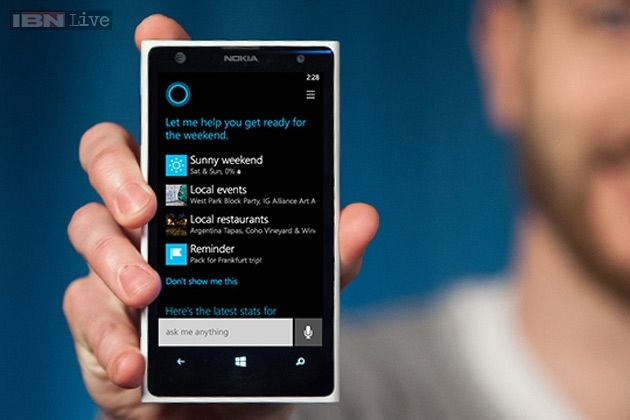 IBN Live
NOKIA
2:28
Let me help you get ready for
the weekend.
Sunny weekend
Sat & Sun, 0%
Local events
West Park Block Party, IG Alliance Art A
Local restaurants
Argentina Tapas, Coho Vineyard & Win
Reminder
Pack for Frankfurt trip!
Don't show me this
Here's the latest stats for
ask me anything